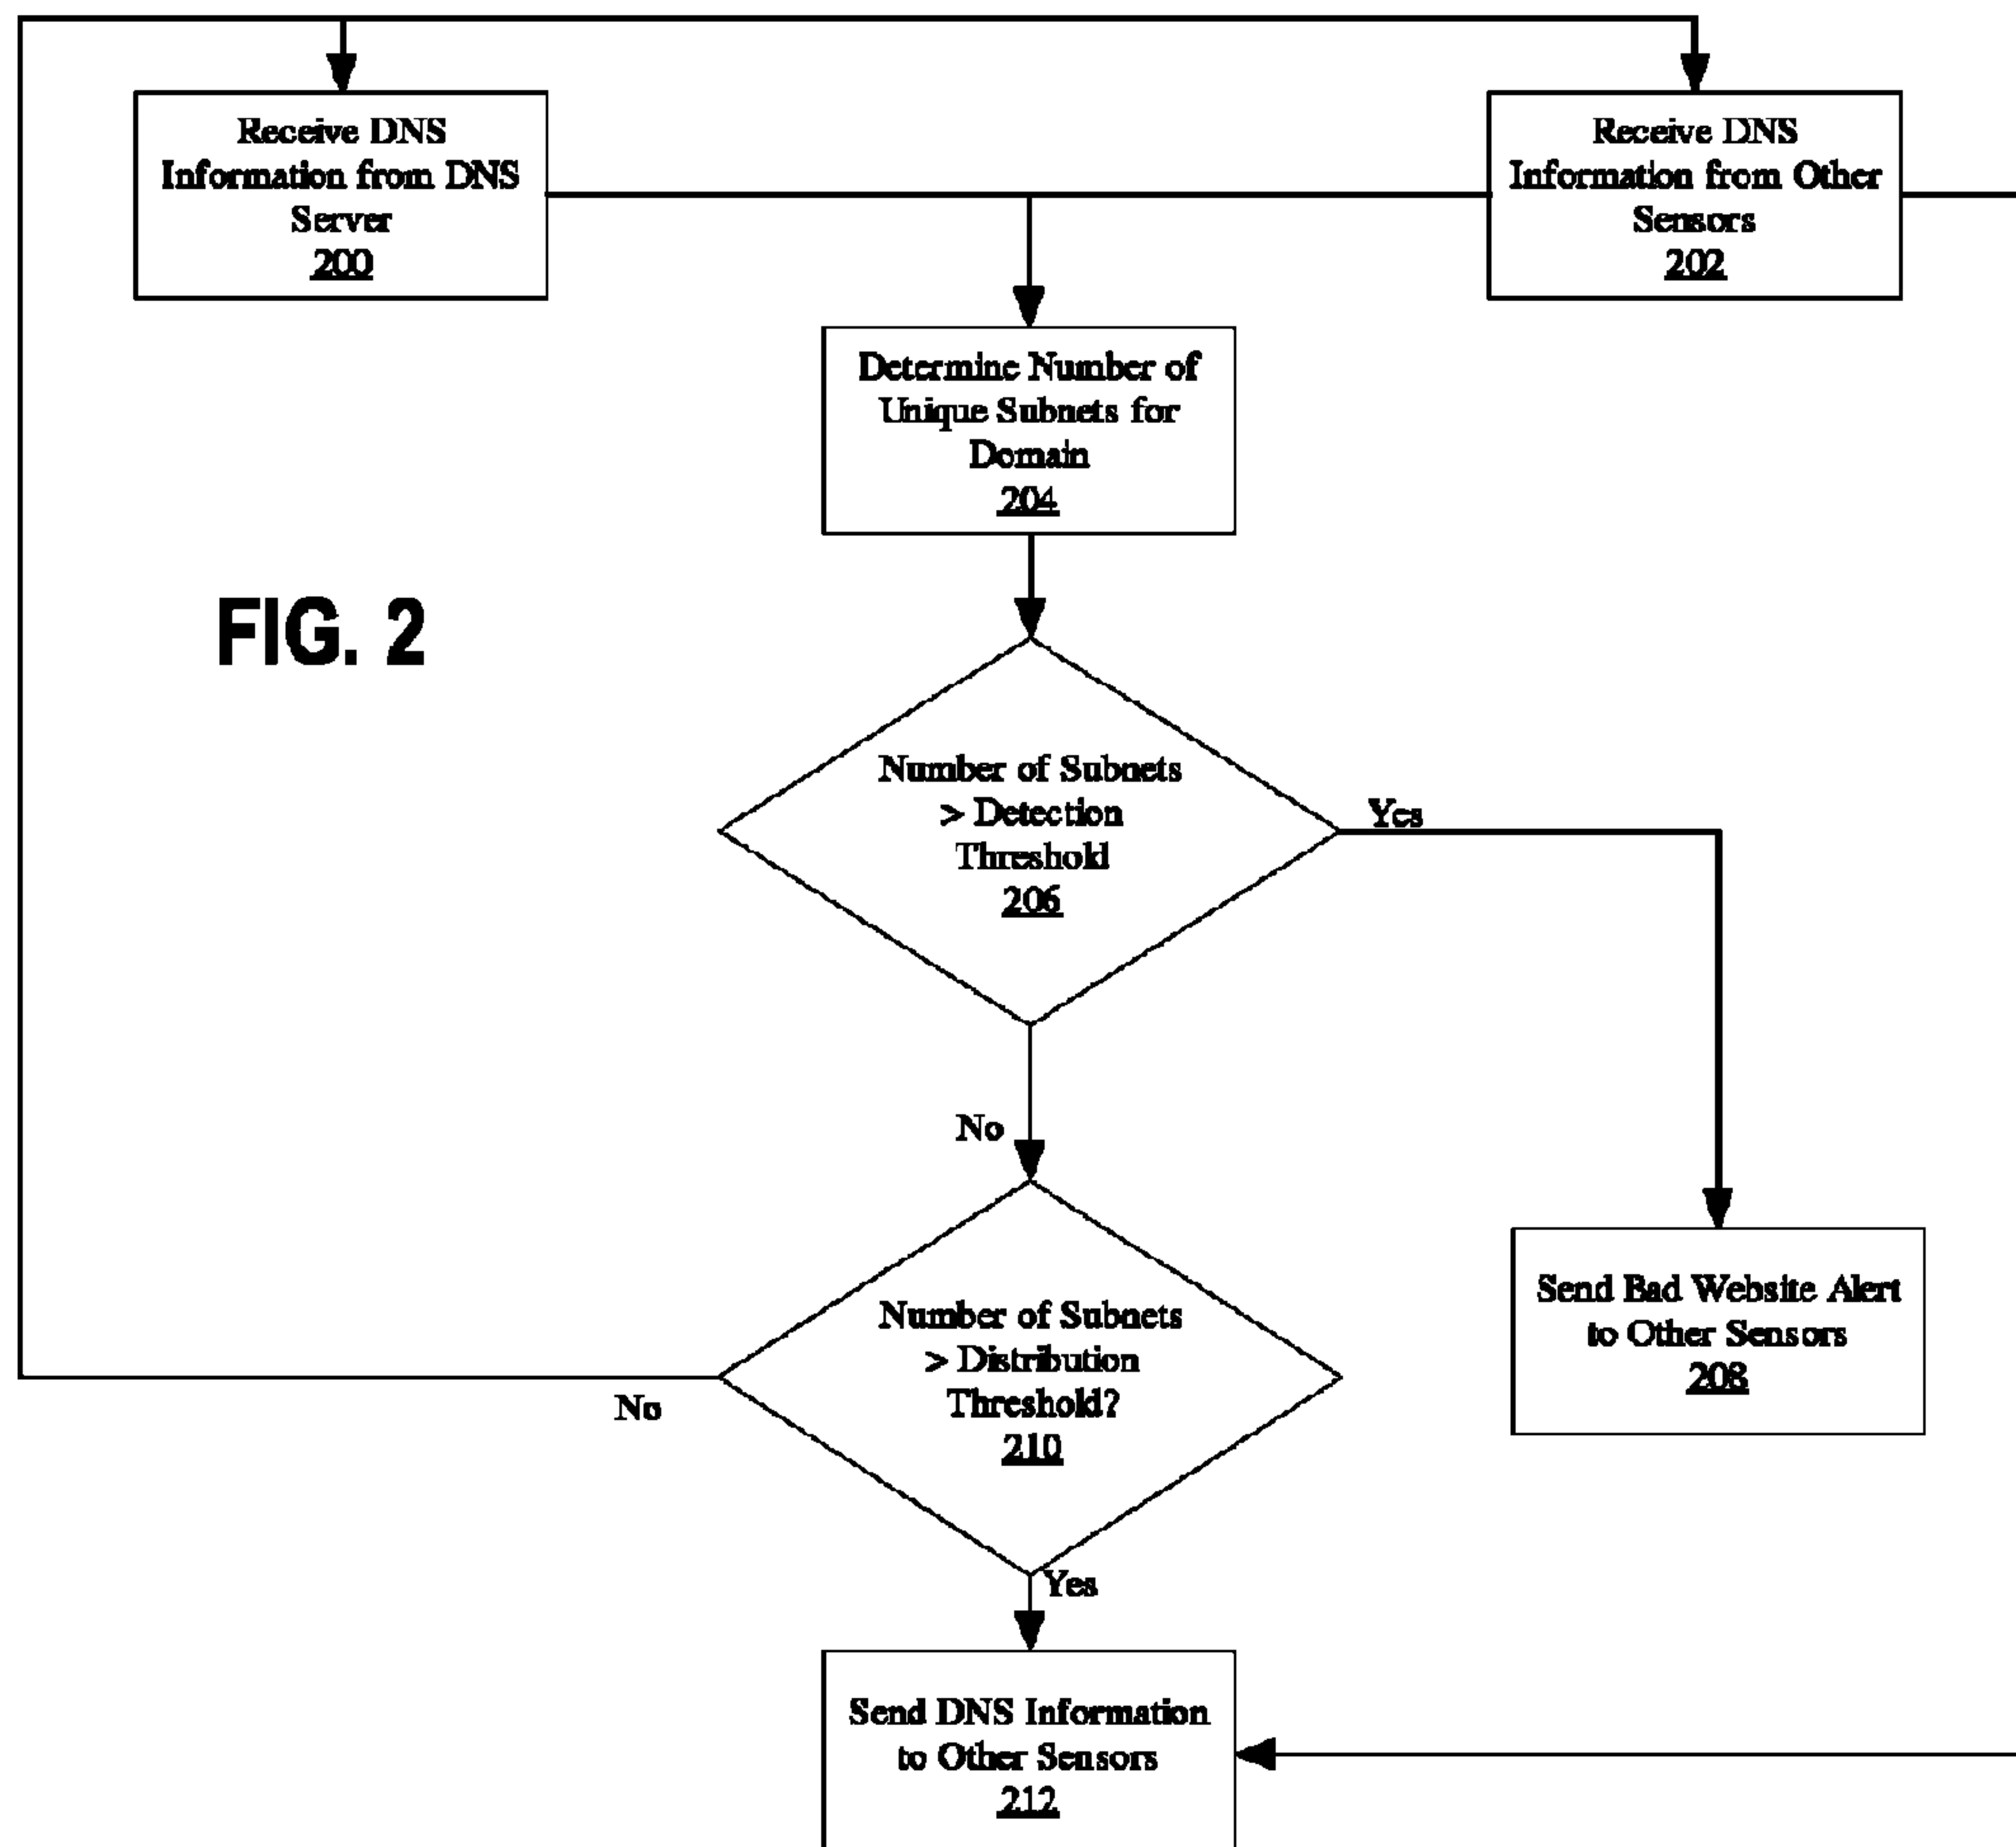 Receive DNS
Information from DNS
Server
200
Receive DNS
Information from Other
Sensors
202
Determine Number of
Unique Subnets for
Domain
204
FIG. 2
Number of Subnets
> Detection
Threshold
206
Yes
No
Number of Subnets
> Distribution
Threshold?
210
No
Send Bad Website Alert
to Other Sensors
208
Yes
Send DNS Information
to Other Sensors
212